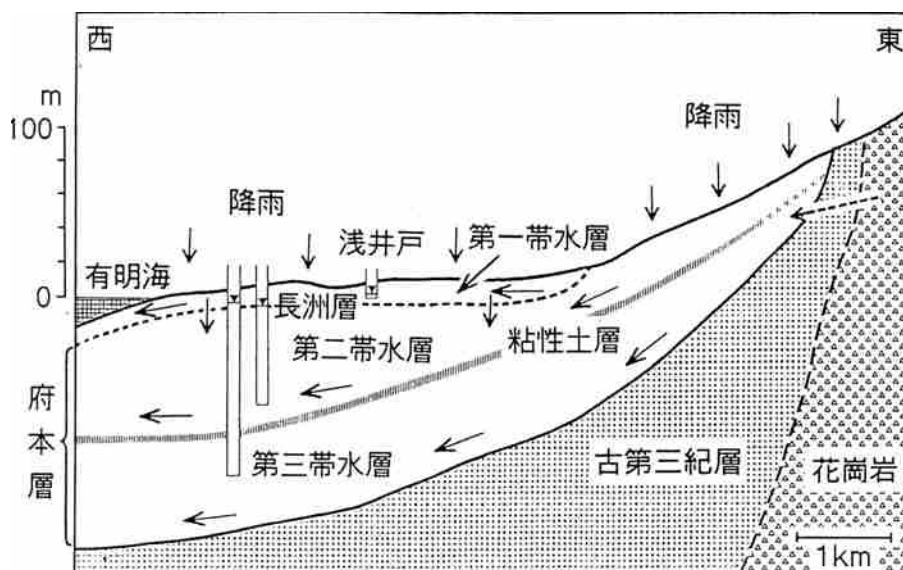 西
東
m
100
降雨
降雨
浅井戸
第一帯水層
有明海
0
長洲層
第二帯水層
粘性土層
府本層
第三帯水層
古第三紀層
花崗岩
1km